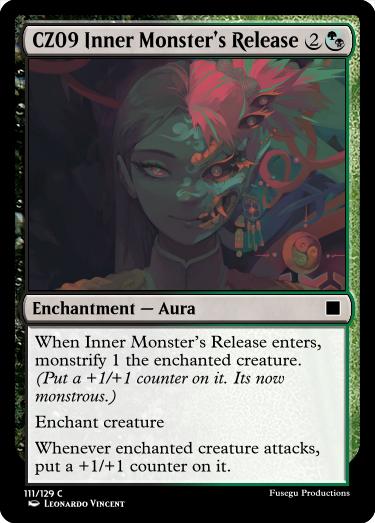 CZ09 Inner Monster's Release 2
Enchantment — Aura
When Inner Monster's Release enters,
monstrify 1 the enchanted creature.
(Put a +1/+1 counter on it. Its now
monstrous.)
Enchant creature
Whenever enchanted creature attacks,
put a +1/+1 counter on it.
111/129 C
Leonardo Vincent
Fusegu Productions